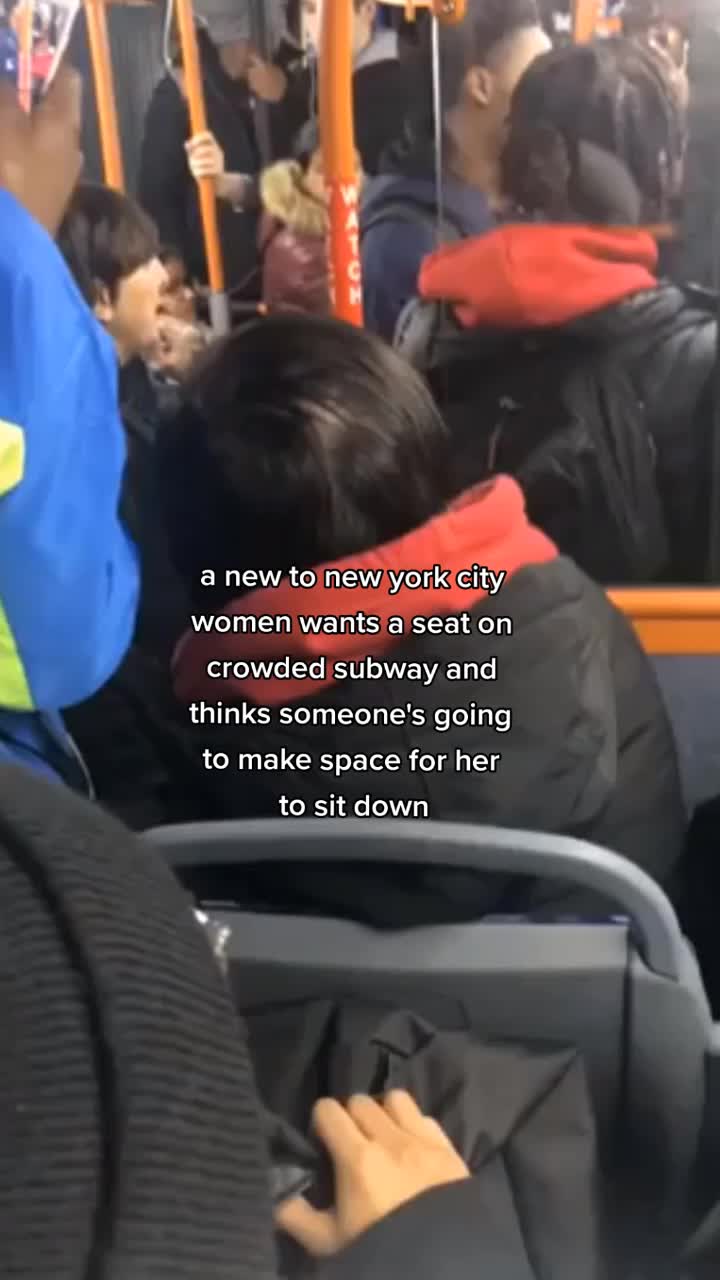 WATCH
a new to new york city
women wants a seat on
crowded subway and
thinks someone's going
to make space for her
to sit down